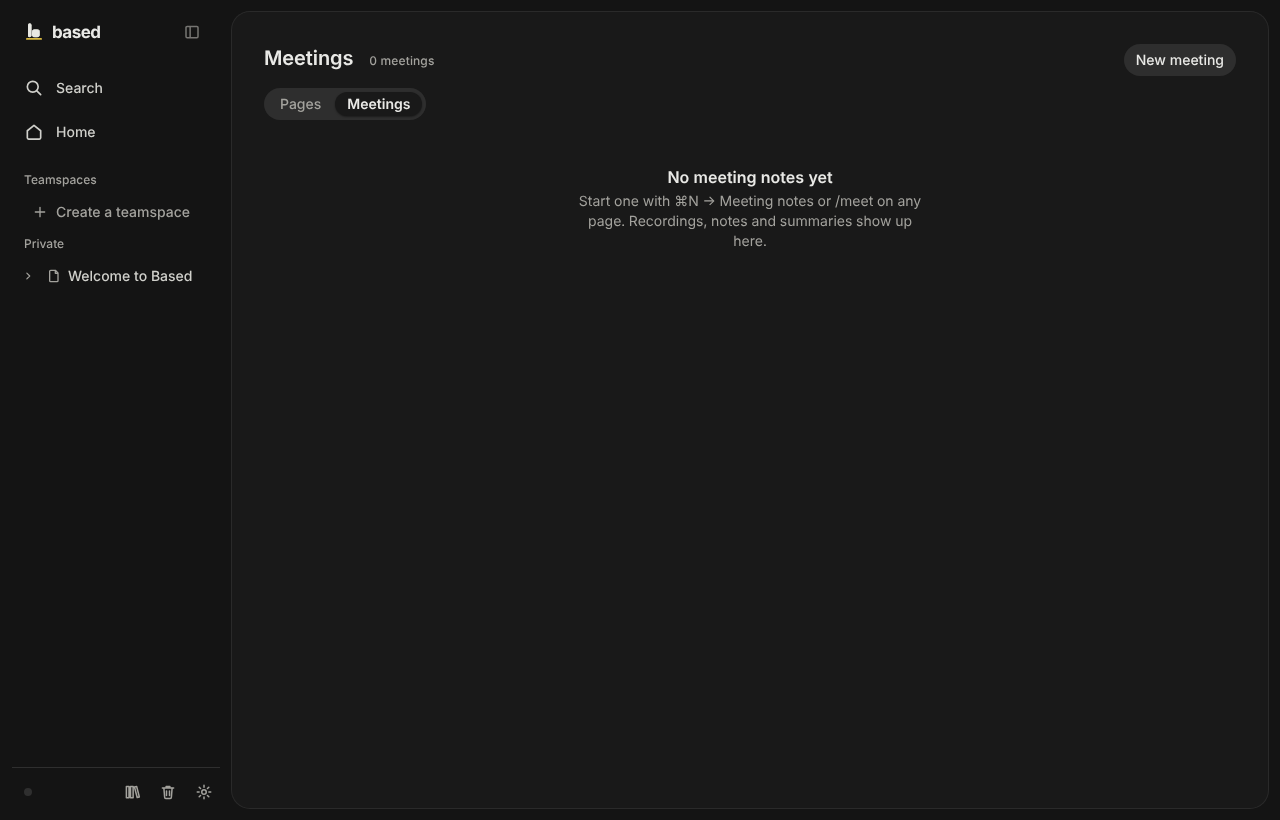 based
Search
Home
Teamspaces
Create a teamspace
Private
Welcome to Based
Meetings 0 meetings
New meeting
Pages Meetings
No meeting notes yet
Start one with ⌘N → Meeting notes or /meet on any
page. Recordings, notes and summaries show up
here.